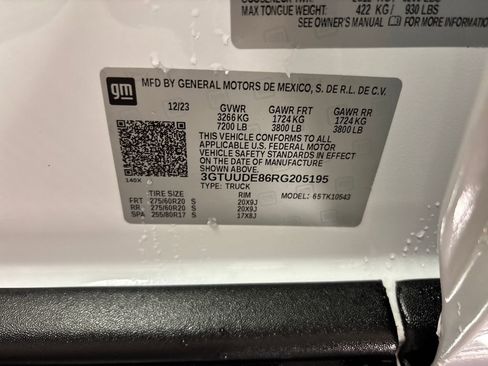 MAX TONGUE WEIGHT: 422 KG/ 930 LBS
SEE OWNER'S MANUAL FOR MORE INFORM
gm
MFD BY GENERAL MOTORS DE MEXICO, S. DE R.L. DE C.V.
12/23 GVWR GAWR FRT GAWR RR
3266 KG 1724 KG 1724 KG
7200 LB 3800 LB 3800 LB
THIS VEHICLE CONFORMS TO ALL
APPLICABLE U.S. FEDERAL MOTOR
VEHICLE SAFETY STANDARDS IN EFFECT
ON THE DATE OF MANUFACTURE
SHOWN ABOVE.
140X
3GTUUDE86RG205195
TYPE: TRUCK MODEL: 6STK10543
TIRE SIZE RIM
FRT 275/60R20 S 20X9J
RR 275/60R20 S 20X9J
SPA 255/80R17 S 17X8J